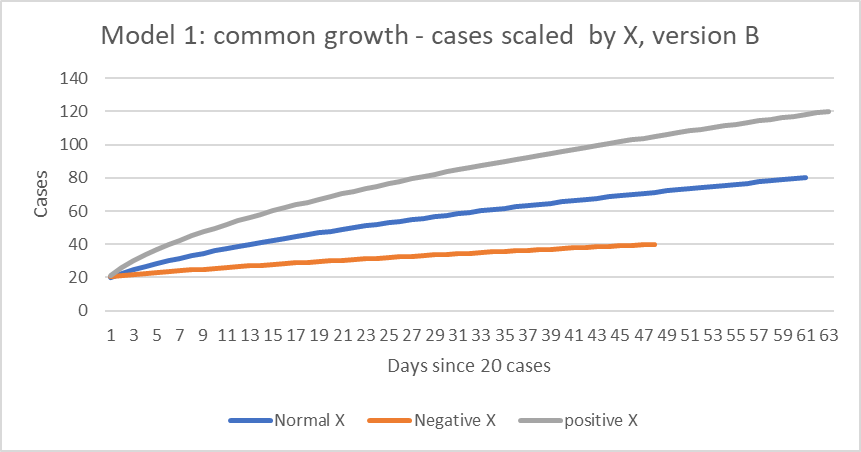 Model 1: common growth - cases scaled  by X, version B
140
120
100
80
60
40
20
0
Cases
1 3 5 7 9 11 13 15 17 19 21 23 25 27 29 31 33 35 37 39 41 43 45 47 49 51 53 55 57 59 61 63
Days since 20 cases
Normal X Negative X positive X